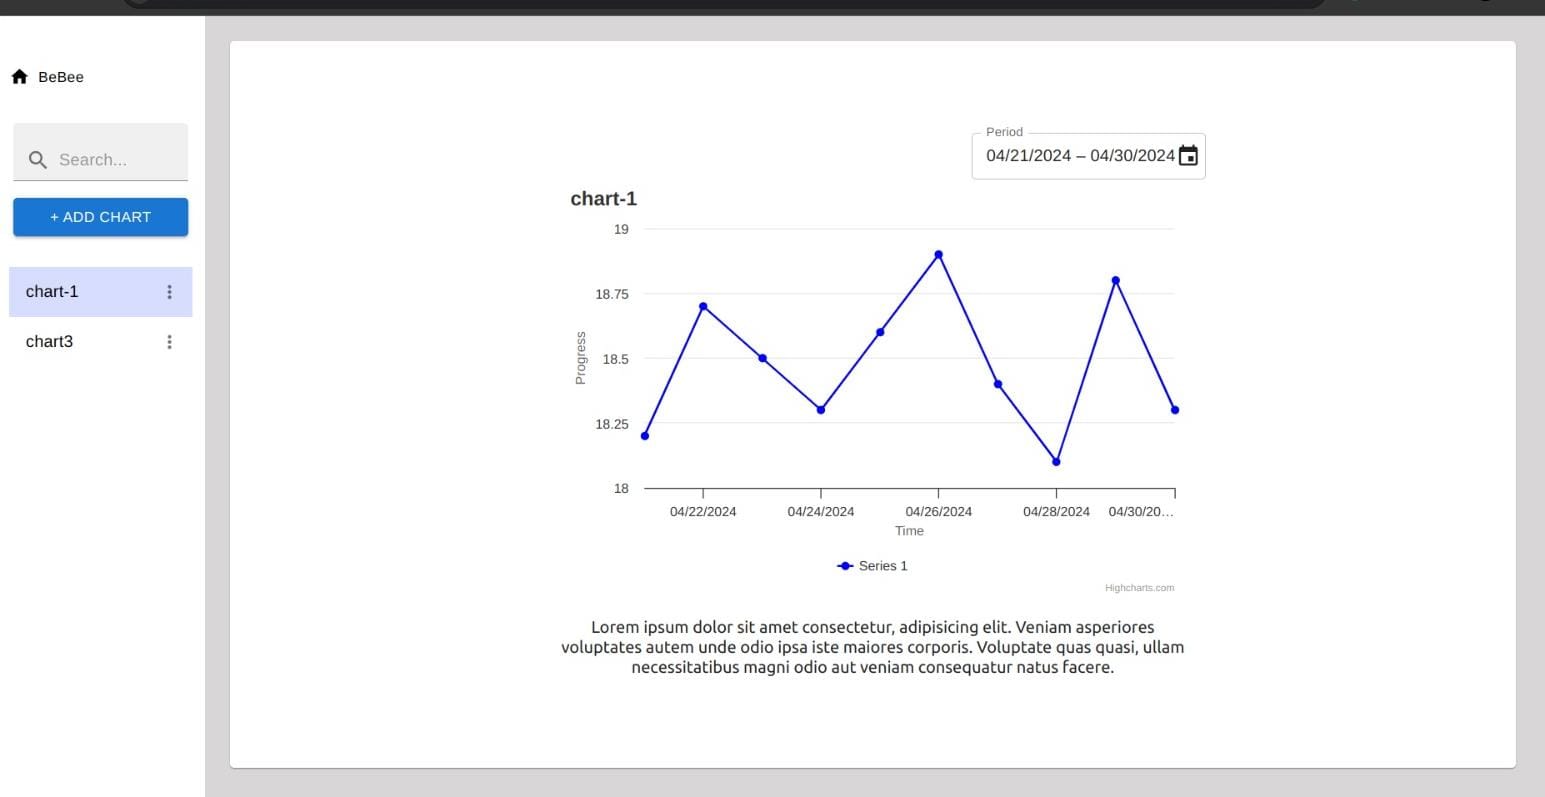 BeBee
Search...
+ ADD CHART
chart-1
chart3
Period
04/21/2024 – 04/30/2024
chart-1
19
18.75
18.5
18.25
18
Progress
04/22/2024 04/24/2024 04/26/2024 04/28/2024 04/30/20…
Time
Series 1
Highcharts.com
Lorem ipsum dolor sit amet consectetur, adipisicing elit. Veniam asperiores
voluptates autem unde odio ipsa iste maiores corporis. Voluptate quas quasi, ullam
necessitatibus magni odio aut veniam consequatur natus facere.